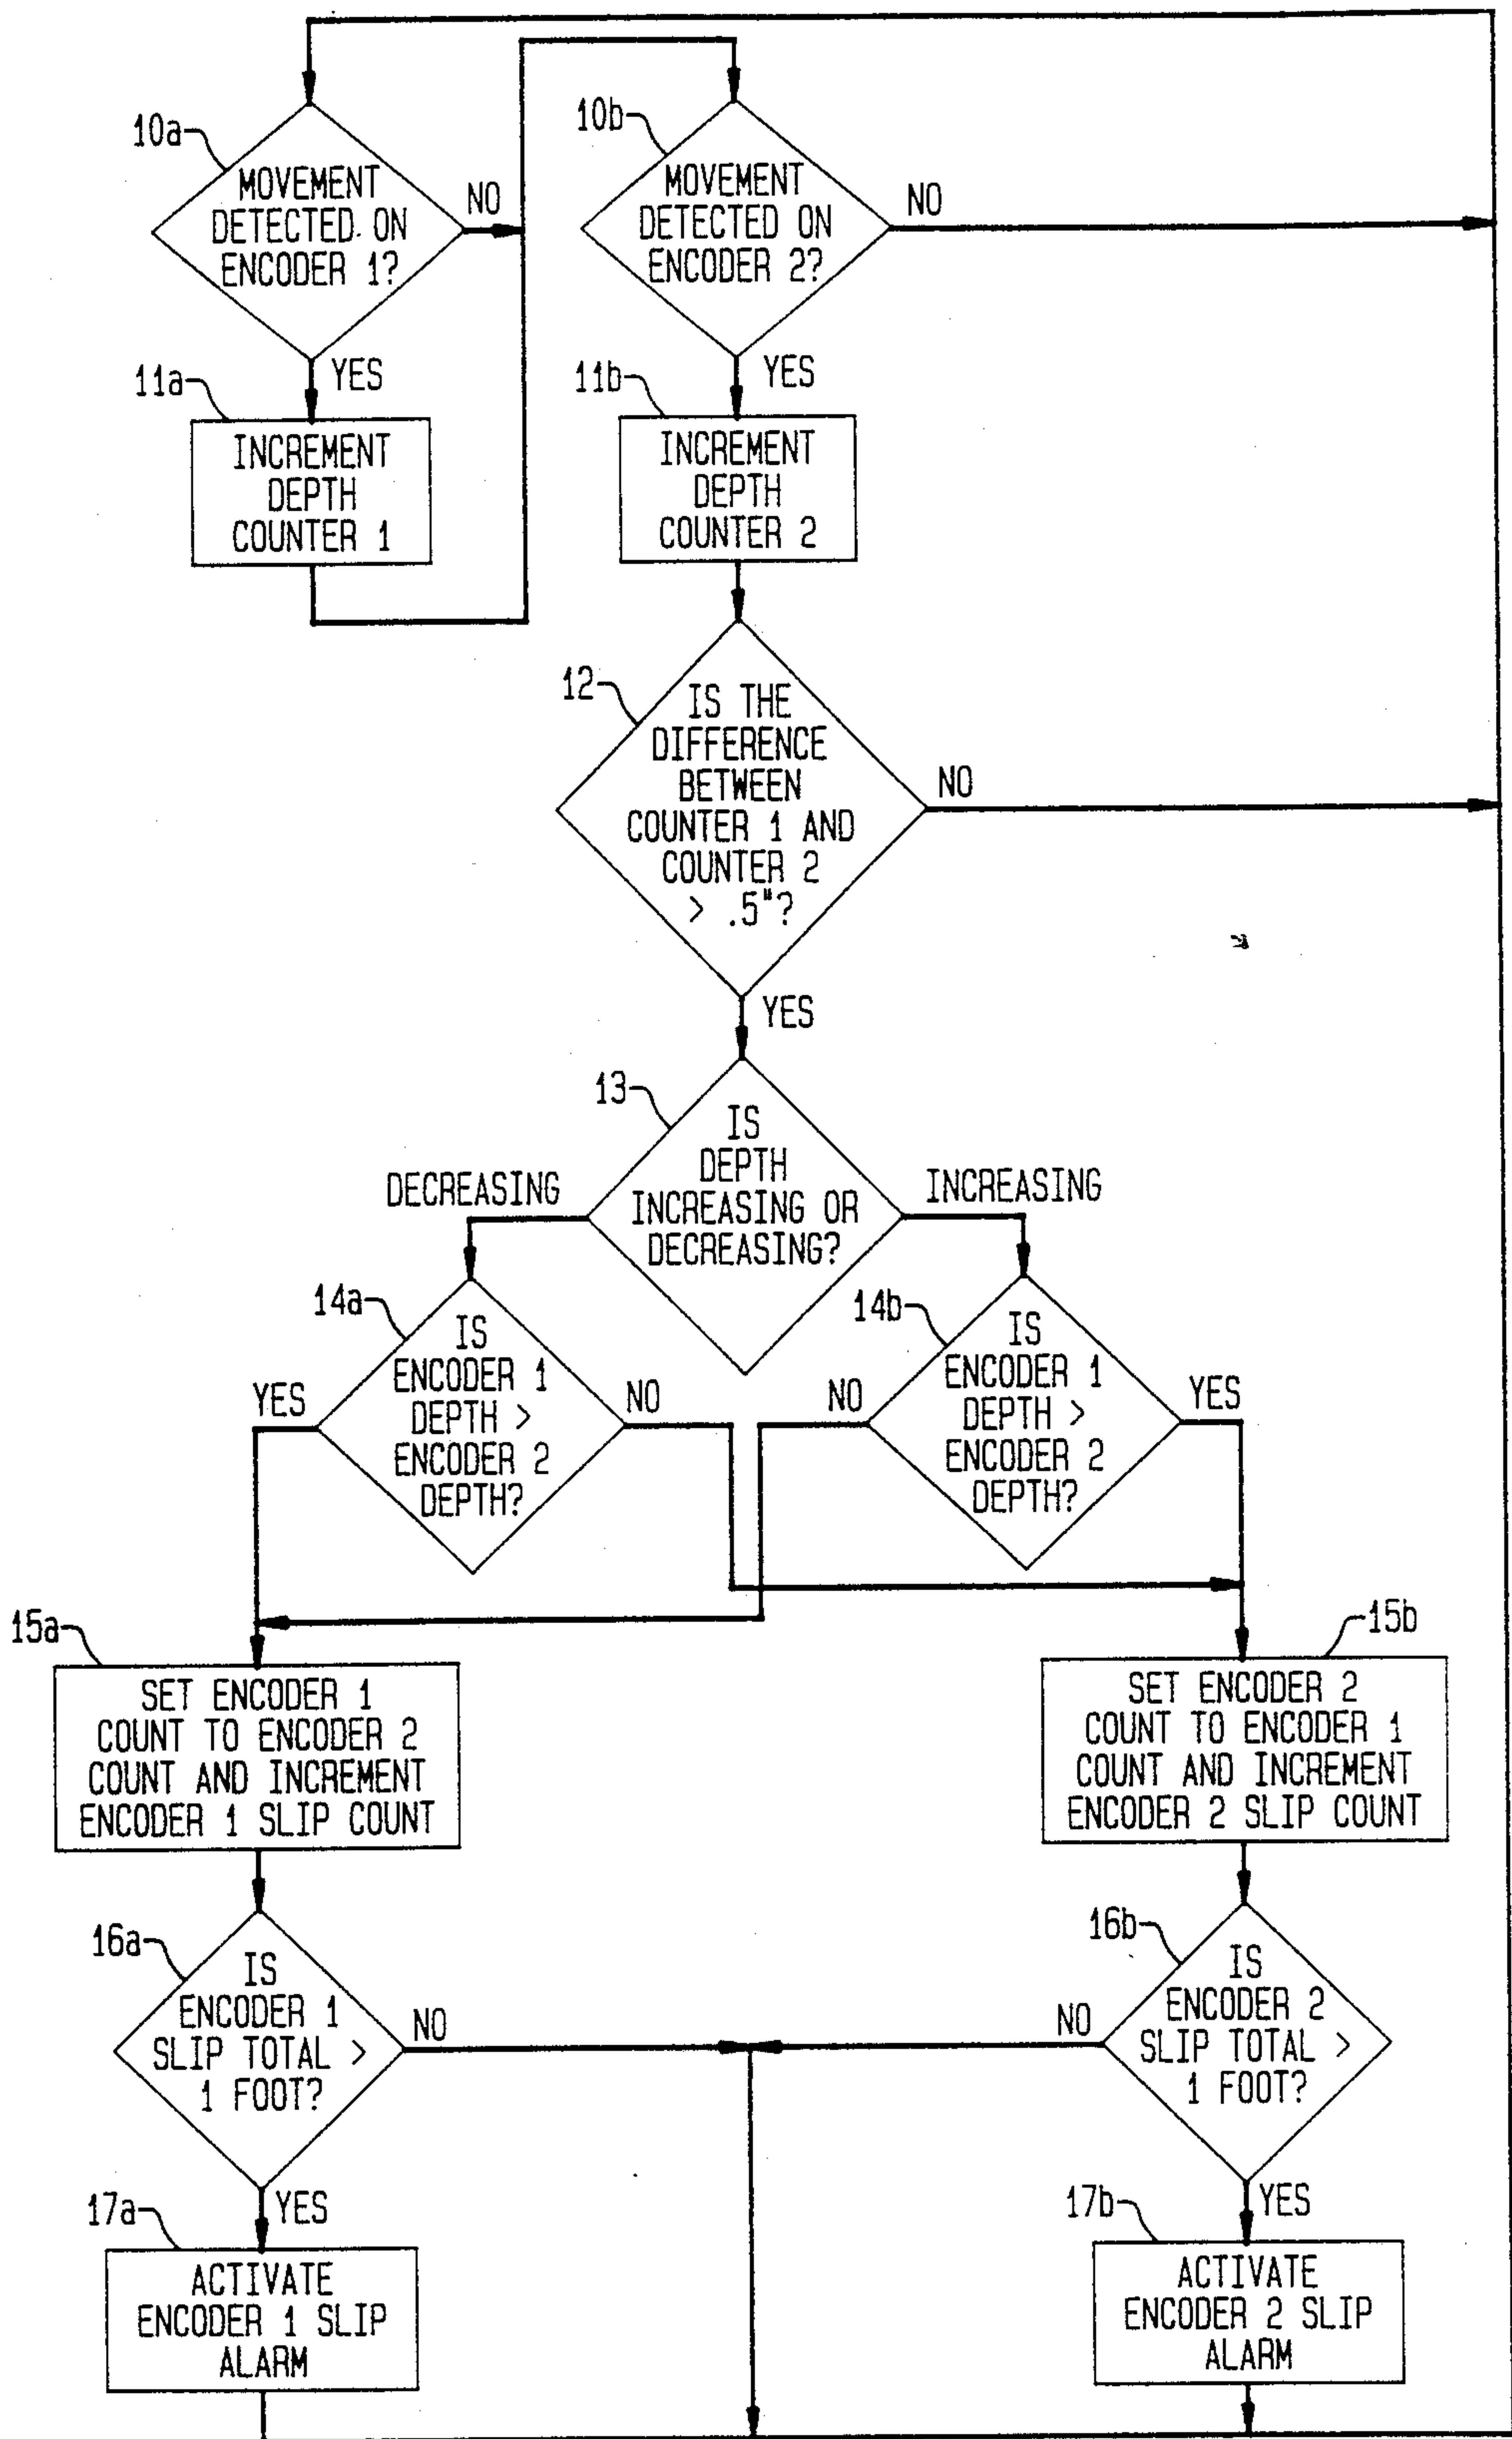 10a
MOVEMENT
DETECTED ON
ENCODER 1?
NO
YES
10b
MOVEMENT
DETECTED ON
ENCODER 2?
NO
YES
11a
INCREMENT
DEPTH
COUNTER 1
11b
INCREMENT
DEPTH
COUNTER 2
12
IS THE
DIFFERENCE
BETWEEN
COUNTER 1 AND
COUNTER 2
> .5"?
NO
YES
13
IS
DEPTH
INCREASING OR
DECREASING?
DECREASING
INCREASING
14a
IS
ENCODER 1
DEPTH >
ENCODER 2
DEPTH?
YES
NO
14b
IS
ENCODER 1
DEPTH >
ENCODER 2
DEPTH?
NO
YES
15a
SET ENCODER 1
COUNT TO ENCODER 2
COUNT AND INCREMENT
ENCODER 1 SLIP COUNT
15b
SET ENCODER 2
COUNT TO ENCODER 1
COUNT AND INCREMENT
ENCODER 2 SLIP COUNT
16a
IS
ENCODER 1
SLIP TOTAL >
1 FOOT?
NO
YES
16b
IS
ENCODER 2
SLIP TOTAL >
1 FOOT?
NO
YES
17a
ACTIVATE
ENCODER 1 SLIP
ALARM
17b
ACTIVATE
ENCODER 2 SLIP
ALARM